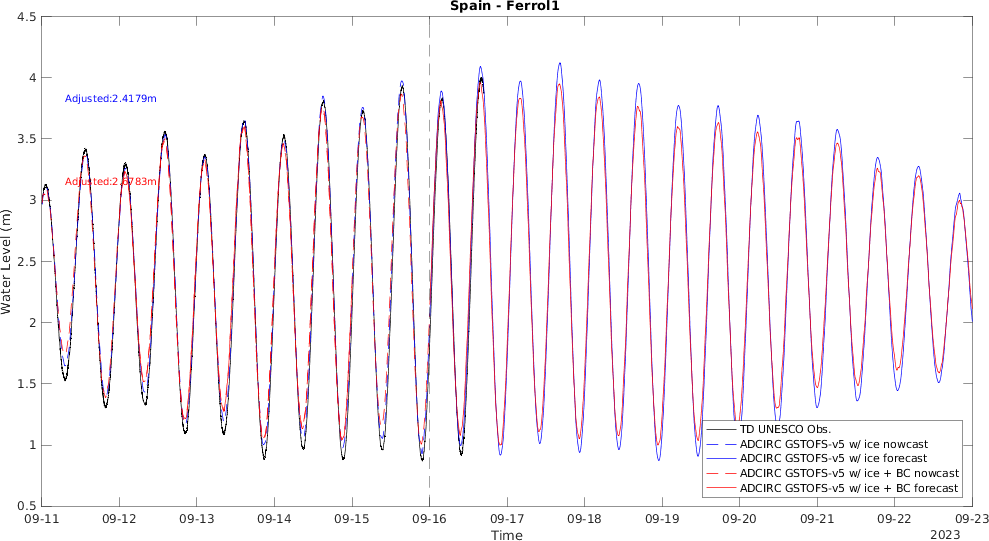 Spain - Ferrol1
Water Level (m)
4.5
4
3.5
3
2.5
2
1.5
1
0.5
Adjusted:2.4179m
TD UNESCO Obs.
ADCIRC GSTOFS-v5 w/ ice nowcast
ADCIRC GSTOFS-v5 w/ ice forecast
ADCIRC GSTOFS-v5 w/ ice + BC nowcast
ADCIRC GSTOFS-v5 w/ ice + BC forecast
09-11 09-12 09-13 09-14 09-15 09-16 09-17 09-18 09-19 09-20 09-21 09-22 09-23
Time
2023